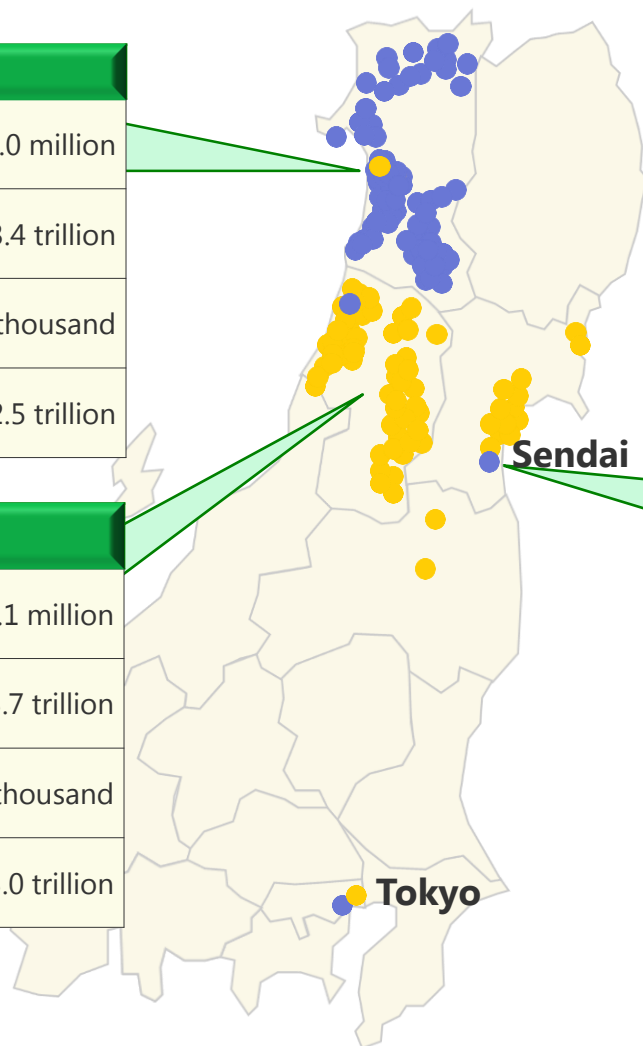 .0 million
3.4 trillion
thousand
2.5 trillion
Sendai
.1 million
.7 trillion
thousand
.0 trillion
Tokyo